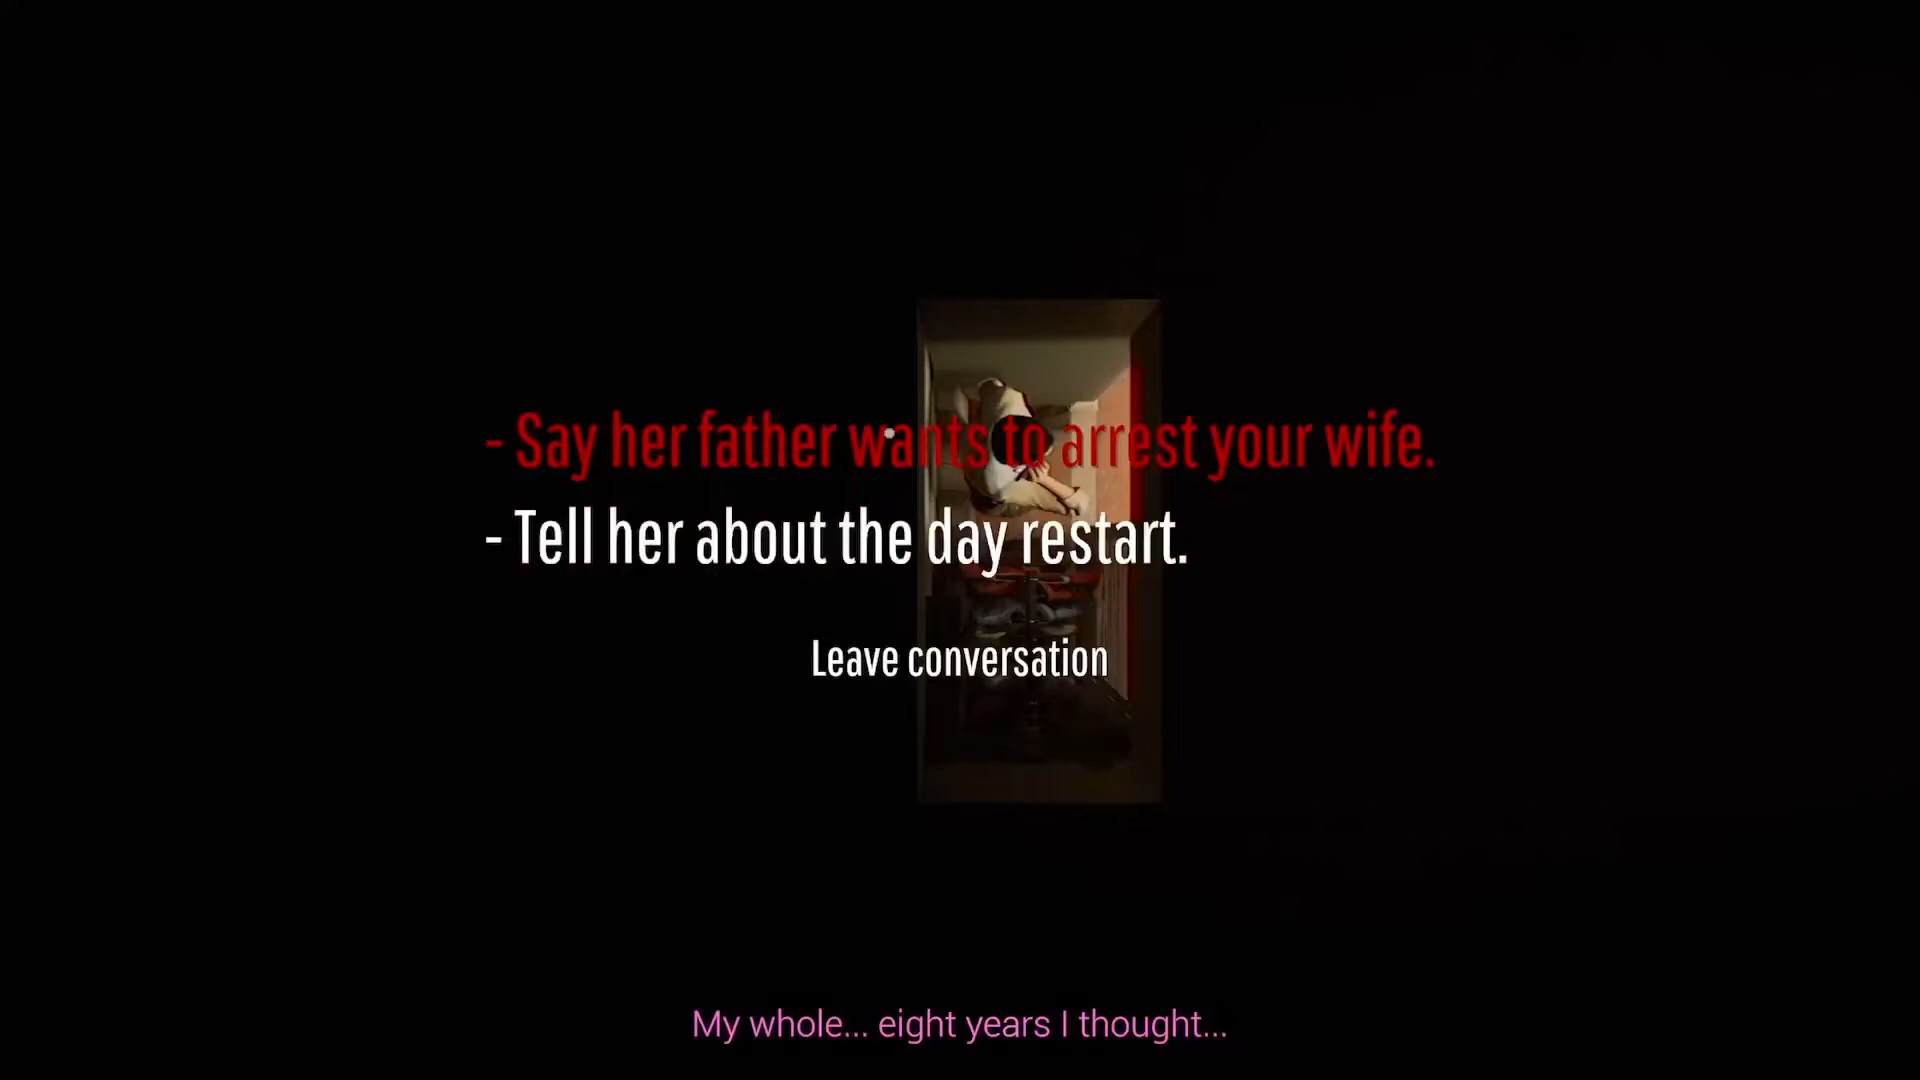 - Say her father wants to arrest your wife.
- Tell her about the day restart.
Leave conversation
My whole... eight years I thought...